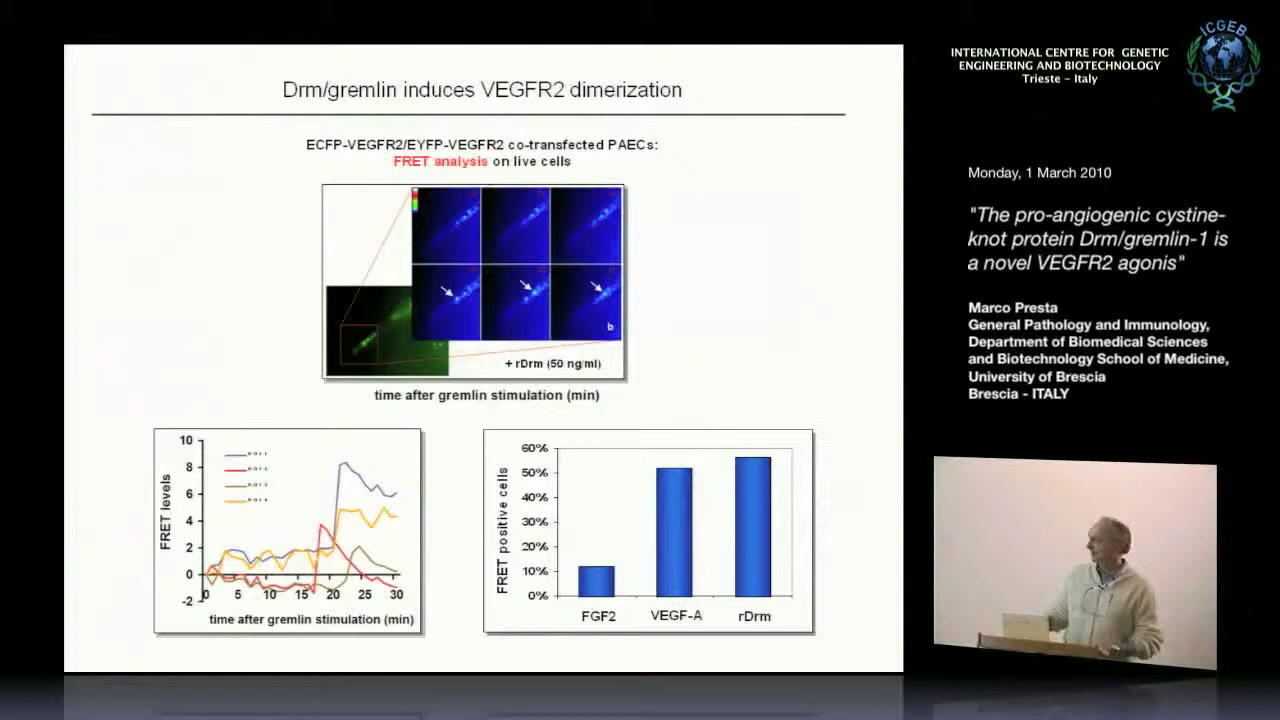 Drm/gremlin induces VEGFR2 dimerization
ECFP-VEGFR2/EYFP-VEGFR2 co-transfected PAECs:
FRET analysis on live cells
b
+ rDrm (50 ng/ml)
time after gremlin stimulation (min)
FRET levels
10
8
6
4
2
0
-2
0 5 10 15 20 25 30
time after gremlin stimulation (min)
FRET positive cells
60%
50%
40%
30%
20%
10%
0%
FGF2 VEGF-A rDrm
INTERNATIONAL CENTRE FOR GENETIC
ENGINEERING AND BIOTECHNOLOGY
Trieste - Italy
ICGEB
Monday, 1 March 2010
"The pro-angiogenic cystine-
knot protein Drm/gremlin-1 is
a novel VEGFR2 agonis"
Marco Presta
General Pathology and Immunology,
Department of Biomedical Sciences
and Biotechnology School of Medicine,
University of Brescia
Brescia - ITALY